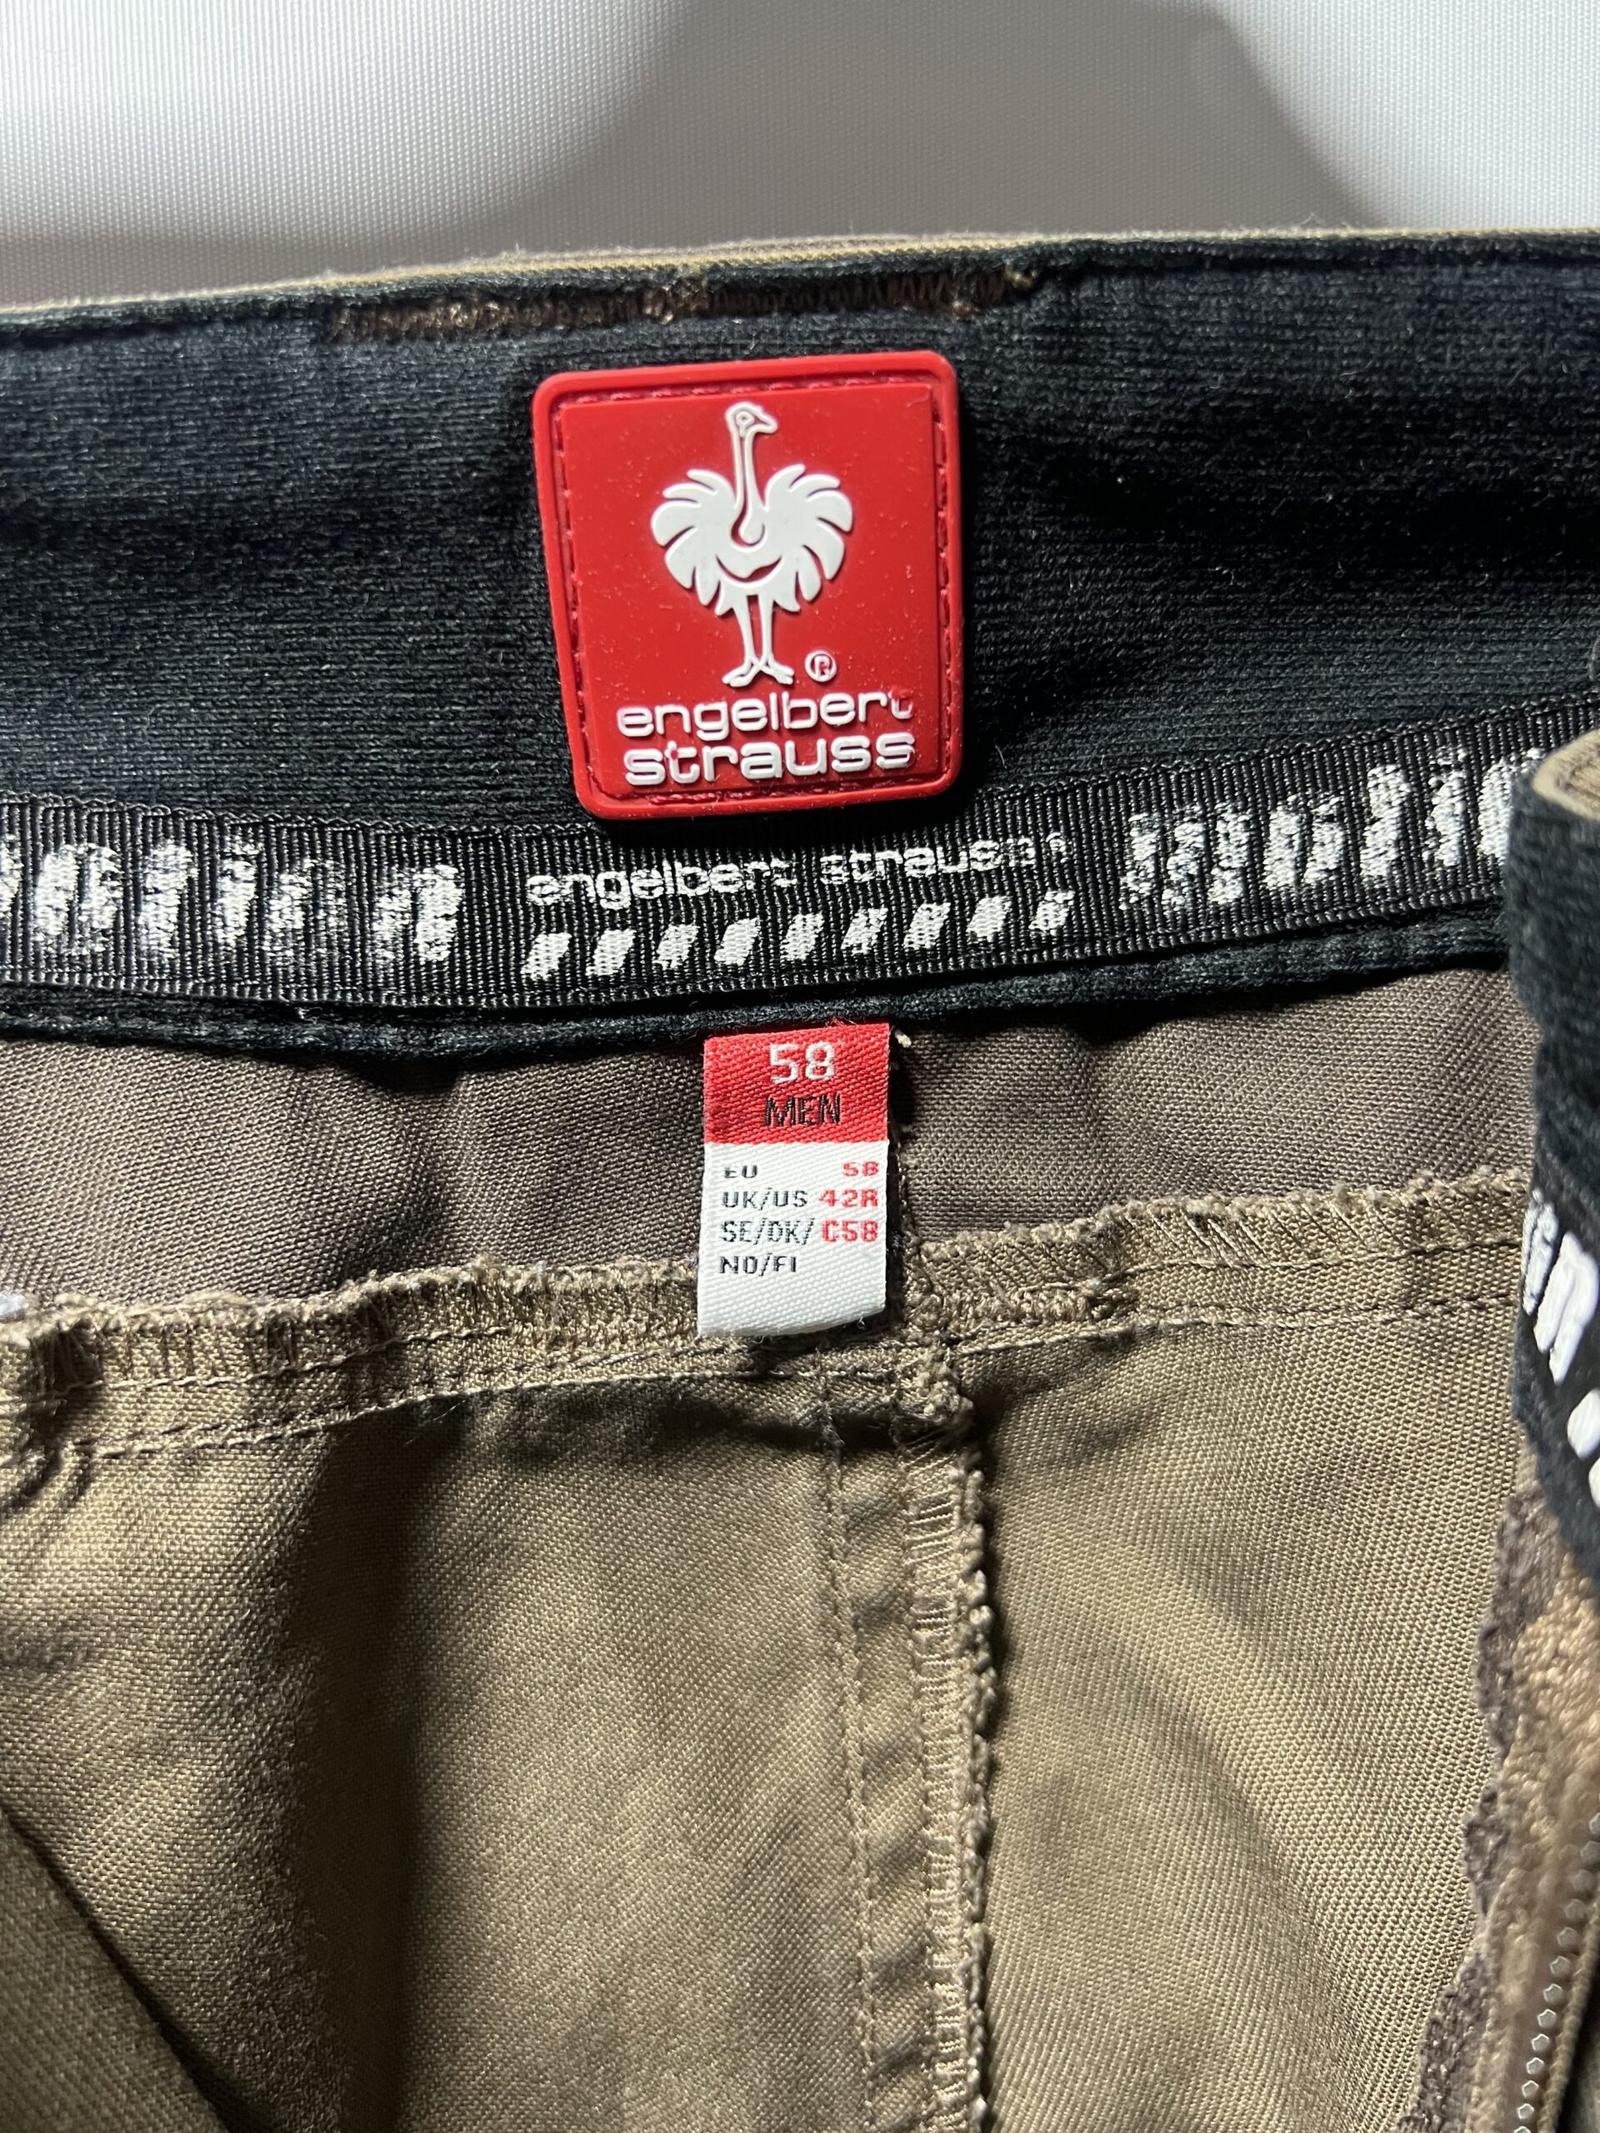 ®
engelbert
strauss
engelbert strauss®
58
MEN
EU 58
UK/US 42R
SE/DK/ C58
NO/FI